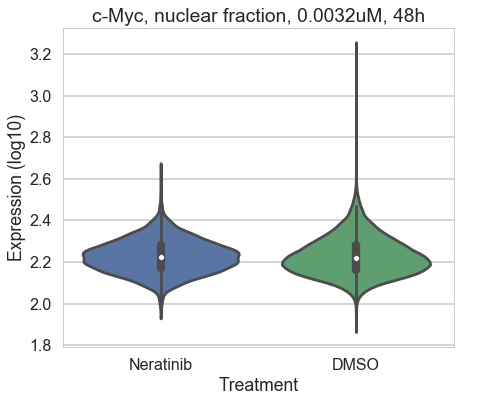 c-Myc, nuclear fraction, 0.0032uM, 48h
3.2
3.0
2.8
2.6
2.4
2.2
2.0
1.8
Expression (log10)
Neratinib
DMSO
Treatment